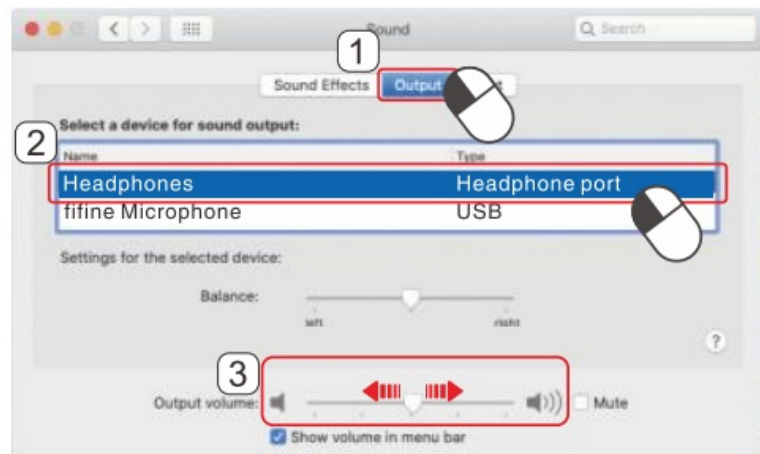 Sound
Search
1
Sound Effects Output
2
Select a device for sound output:
Name Type
Headphones Headphone port
fifine Microphone USB
Settings for the selected device:
Balance:
left right
?
3
Output volume: Mute
Show volume in menu bar